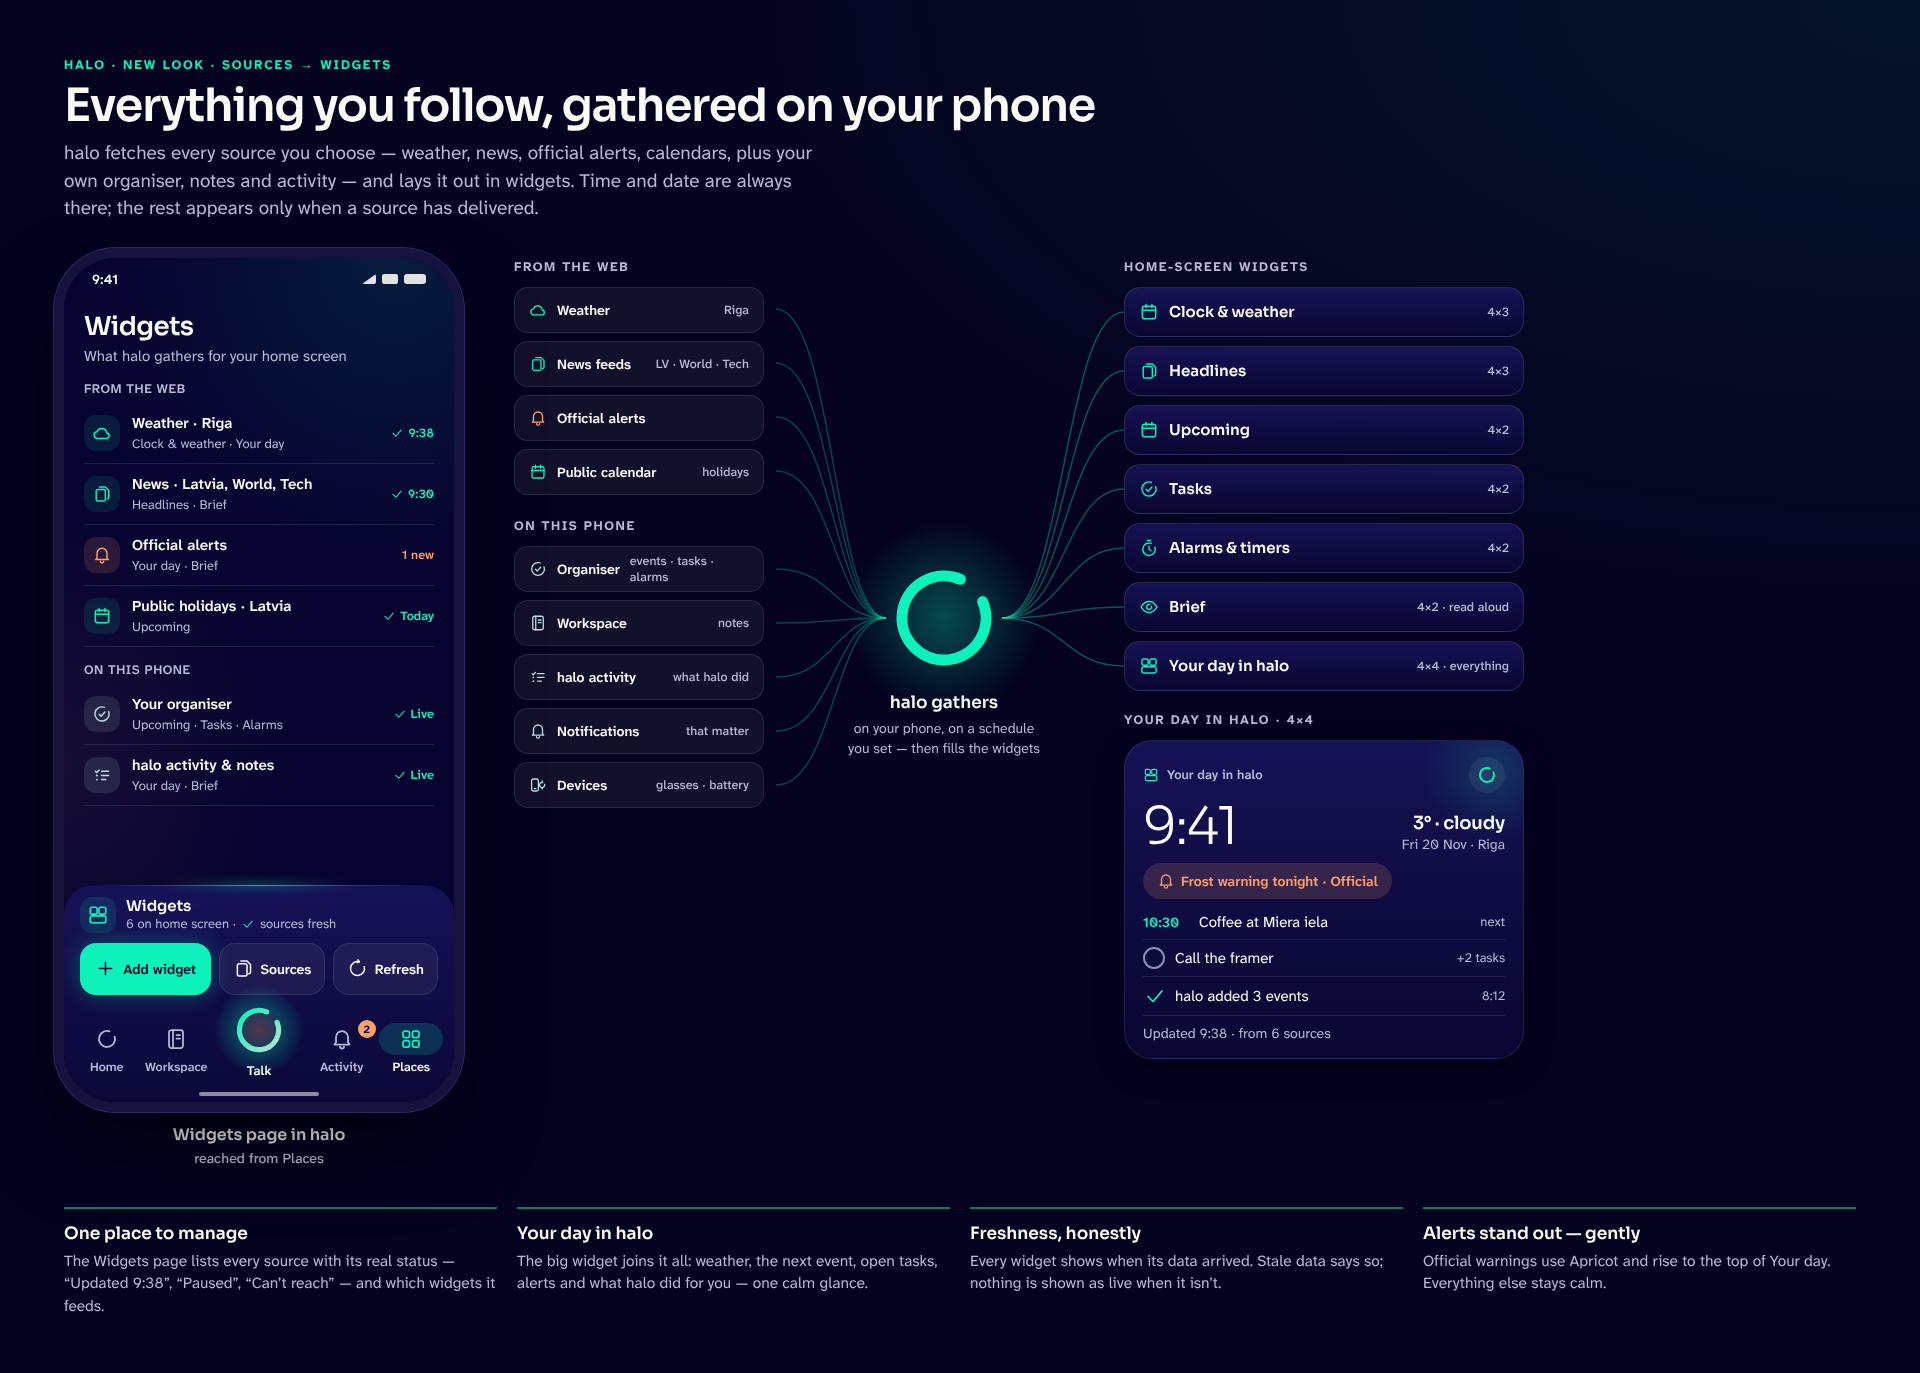 HALO · NEW LOOK · SOURCES → WIDGETS
Everything you follow, gathered on your phone
halo fetches every source you choose — weather, news, official alerts, calendars, plus your
own organiser, notes and activity — and lays it out in widgets. Time and date are always
there; the rest appears only when a source has delivered.
9:41
Widgets
What halo gathers for your home screen
FROM THE WEB
Weather · Riga
Clock & weather · Your day
9:38
News · Latvia, World, Tech
Headlines · Brief
9:30
Official alerts
Your day · Brief
1 new
Public holidays · Latvia
Upcoming
Today
ON THIS PHONE
Your organiser
Upcoming · Tasks · Alarms
Live
halo activity & notes
Your day · Brief
Live
Widgets
6 on home screen · ✓ sources fresh
Add widget
Sources
Refresh
Home
Workspace
Talk
2
Activity
Places
Widgets page in halo
reached from Places
FROM THE WEB
Weather Riga
News feeds LV · World · Tech
Official alerts
Public calendar holidays
ON THIS PHONE
Organiser events · tasks ·
alarms
Workspace notes
halo activity what halo did
Notifications that matter
Devices glasses · battery
halo gathers
on your phone, on a schedule
you set — then fills the widgets
HOME-SCREEN WIDGETS
Clock & weather 4×3
Headlines 4×3
Upcoming 4×2
Tasks 4×2
Alarms & timers 4×2
Brief 4×2 · read aloud
Your day in halo 4×4 · everything
YOUR DAY IN HALO · 4×4
Your day in halo
9:41
3° · cloudy
Fri 20 Nov · Riga
Frost warning tonight · Official
10:30 Coffee at Miera iela next
Call the framer +2 tasks
halo added 3 events 8:12
Updated 9:38 · from 6 sources
One place to manage
The Widgets page lists every source with its real status —
“Updated 9:38”, “Paused”, “Can’t reach” — and which widgets it
feeds.
Your day in halo
The big widget joins it all: weather, the next event, open tasks,
alerts and what halo did for you — one calm glance.
Freshness, honestly
Every widget shows when its data arrived. Stale data says so;
nothing is shown as live when it isn’t.
Alerts stand out — gently
Official warnings use Apricot and rise to the top of Your day.
Everything else stays calm.